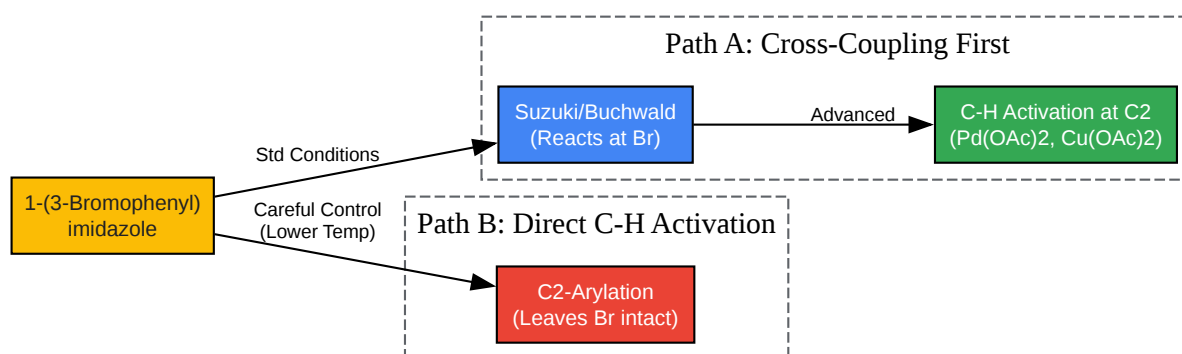 Path A: Cross-Coupling First
Suzuki/Buchwald
(Reacts at Br)
Advanced
C-H Activation at C2
(Pd(OAc)2, Cu(OAc)2)
Std Conditions
1-(3-Bromophenyl)
imidazole
Careful Control
(Lower Temp)
Path B: Direct C-H Activation
C2-Arylation
(Leaves Br intact)